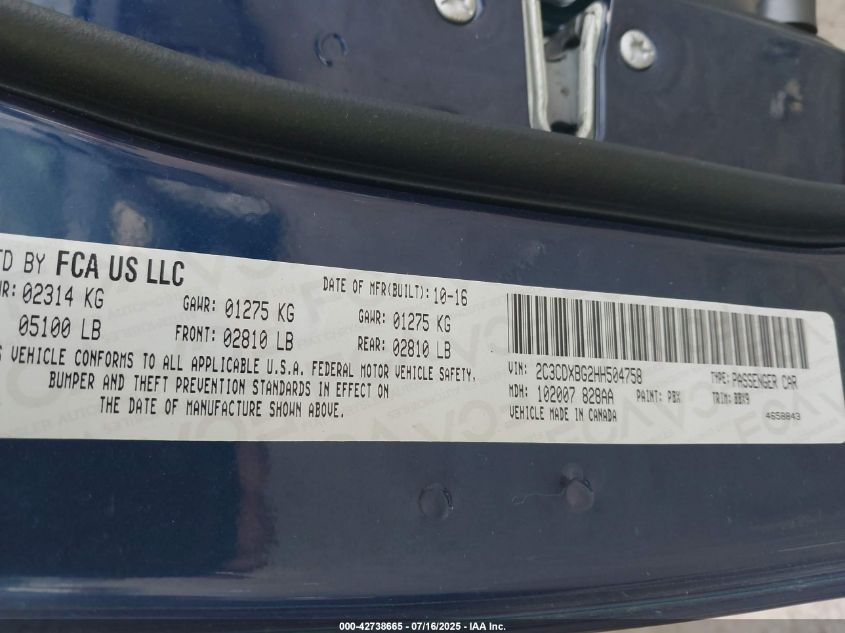 TD BY FCA US LLC
DATE OF MFR(BUILT): 10-16
WR: 02314 KG
GAWR: 01275 KG
GAWR: 01275 KG
05100 LB
FRONT: 02810 LB
REAR: 02810 LB
S VEHICLE CONFORMS TO ALL APPLICABLE U.S.A. FEDERAL MOTOR VEHICLE SAFETY,
BUMPER AND THEFT PREVENTION STANDARDS IN EFFECT ON
THE DATE OF MANUFACTURE SHOWN ABOVE.
VIN: 2C3CDXBG2HH504758
TYPE: PASSENGER CAR
MDH: 102007 828AA
PAINT: PBX
TRIM: BBX9
VEHICLE MADE IN CANADA
4658843
000-42738665 - 07/16/2025 - IAA Inc.